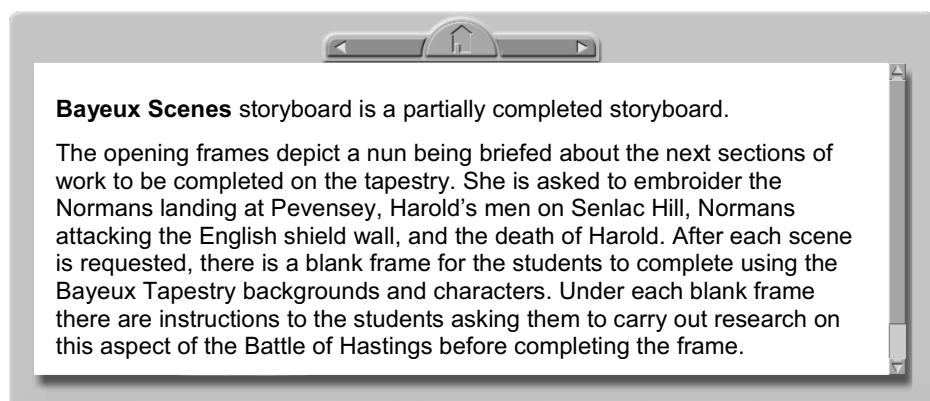 Bayeux Scenes storyboard is a partially completed storyboard.
The opening frames depict a nun being briefed about the next sections of
work to be completed on the tapestry. She is asked to embroider the
Normans landing at Pevensey, Harold’s men on Senlac Hill, Normans
attacking the English shield wall, and the death of Harold. After each scene
is requested, there is a blank frame for the students to complete using the
Bayeux Tapestry backgrounds and characters. Under each blank frame
there are instructions to the students asking them to carry out research on
this aspect of the Battle of Hastings before completing the frame.